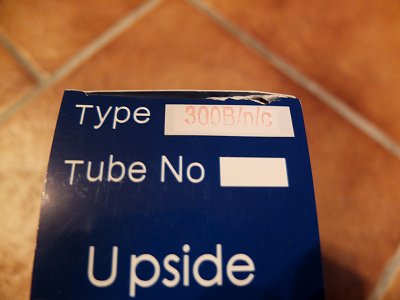 Type 300B/n/c
Tube No
Upside